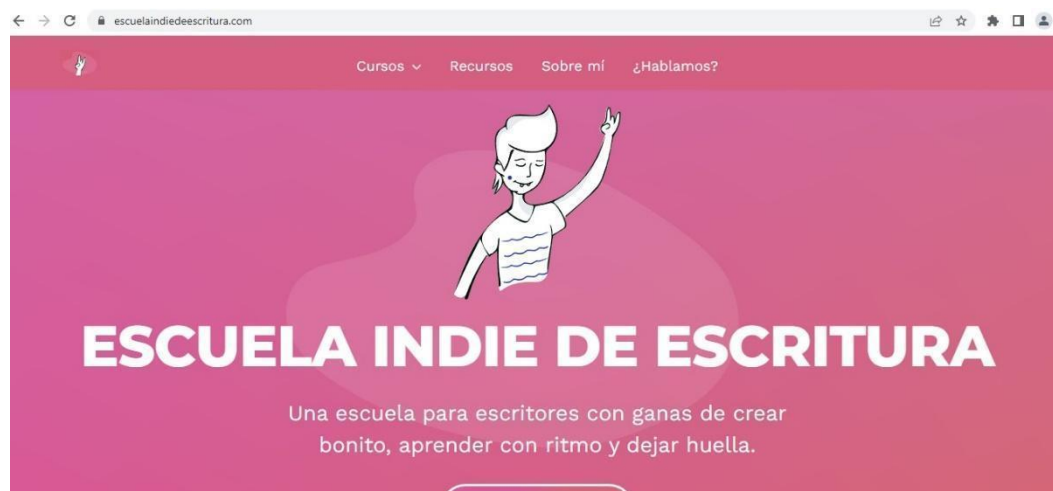 escuelaindiedeescritura.com
Cursos Recursos Sobre mí ¿Hablamos?
ESCUELA INDIE DE ESCRITURA
Una escuela para escritores con ganas de crear
bonito, aprender con ritmo y dejar huella.